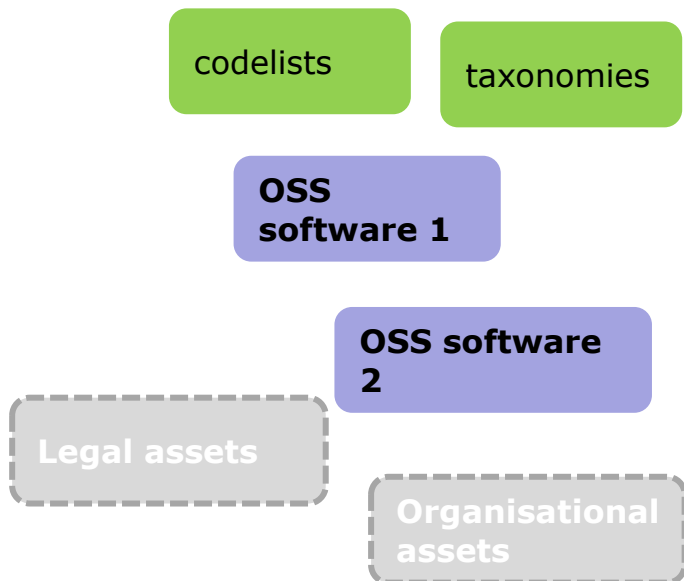 codelists
taxonomies
OSS
software 1
OSS software
2
Legal assets
Organisational
assets